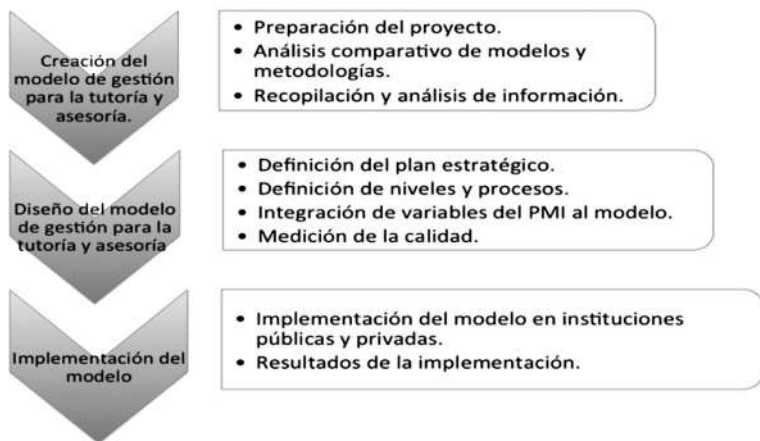 Creación del
modelo de gestión
para la tutoría y
asesoría.
• Preparación del proyecto.
• Análisis comparativo de modelos y
metodologías.
• Recopilación y análisis de información.
Diseño del modelo
de gestión para la
tutoría y asesoría
• Definición del plan estratégico.
• Definición de niveles y procesos.
• Integración de variables del PMI al modelo.
• Medición de la calidad.
Implementación del
modelo
• Implementación del modelo en instituciones
públicas y privadas.
• Resultados de la implementación.